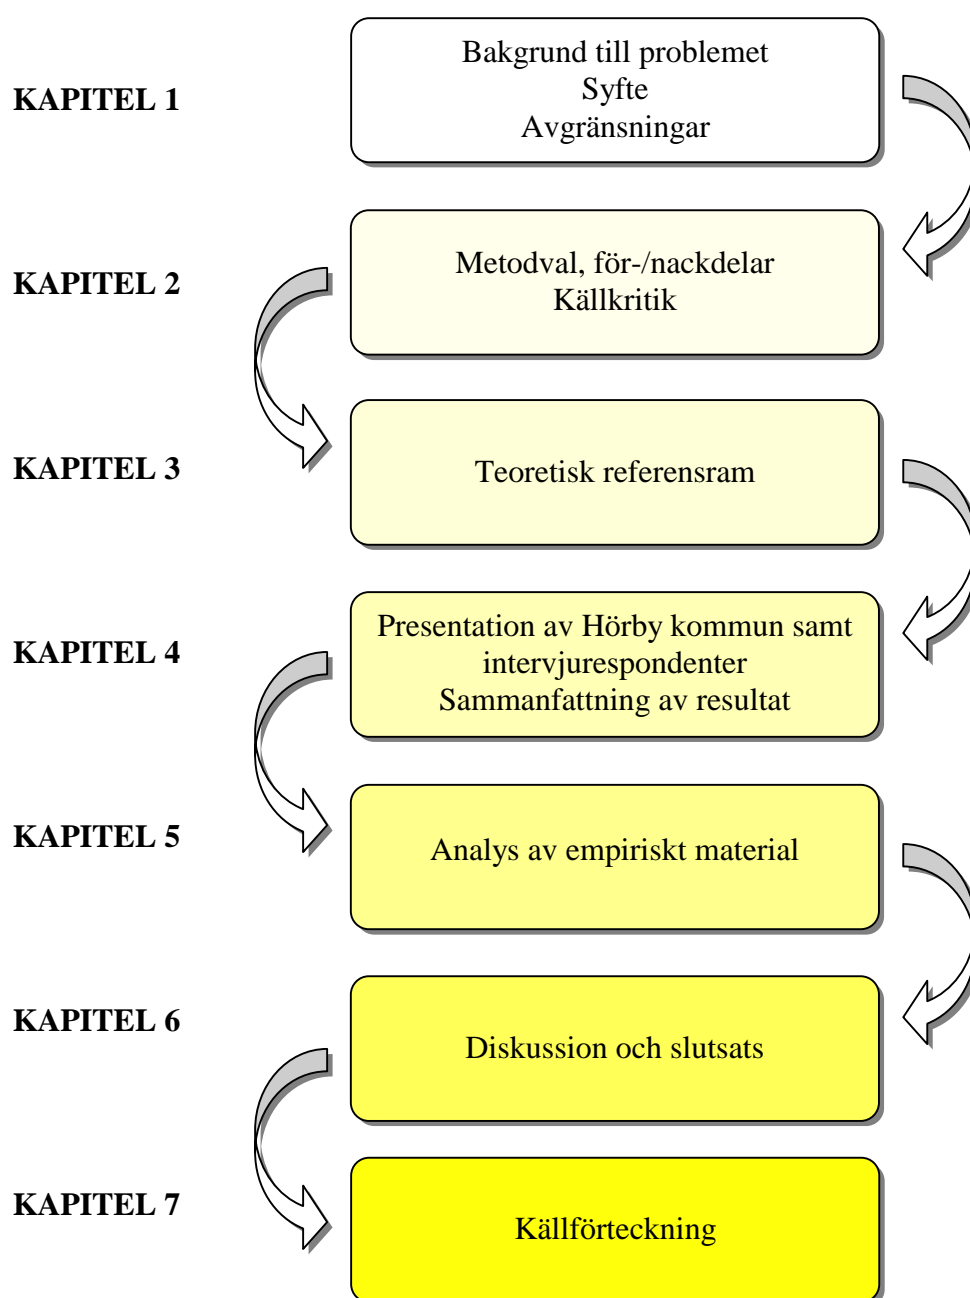 KAPITEL 1
Bakgrund till problemet
Syfte
Avgränsningar
KAPITEL 2
Metodval, för-/nackdelar
Källkritik
KAPITEL 3
Teoretisk referensram
KAPITEL 4
Presentation av Hörby kommun samt
intervjurespondenter
Sammanfattning av resultat
KAPITEL 5
Analys av empiriskt material
KAPITEL 6
Diskussion och slutsats
KAPITEL 7
Källförteckning